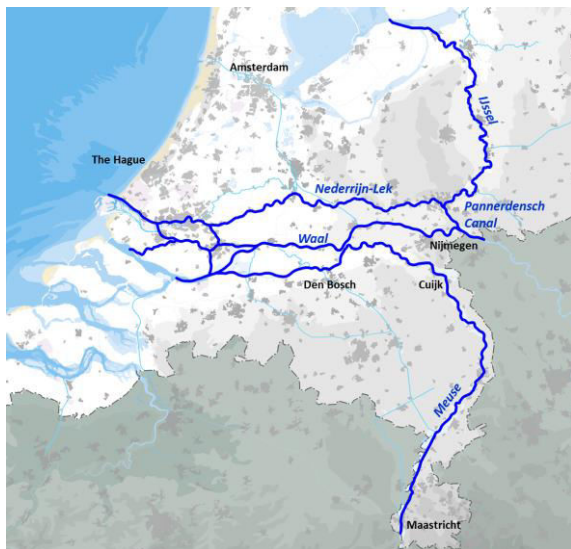 Amsterdam
IJssel
The Hague
Nederrijn-Lek
Pannerdensch
Canal
Waal
Nijmegen
Den Bosch
Cuijk
Meuse
Maastricht